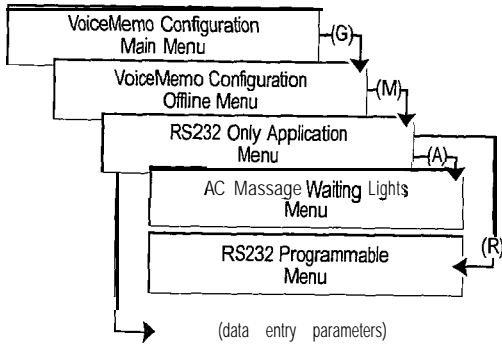 VoiceMemo Configuration
Main Menu
(G)
VoiceMemo Configuration
Offline Menu
(M)
RS232 Only Application
Menu
(A)
AC Massage Waiting Lights
Menu
RS232 Programmable
Menu
(R)
(data entry parameters)